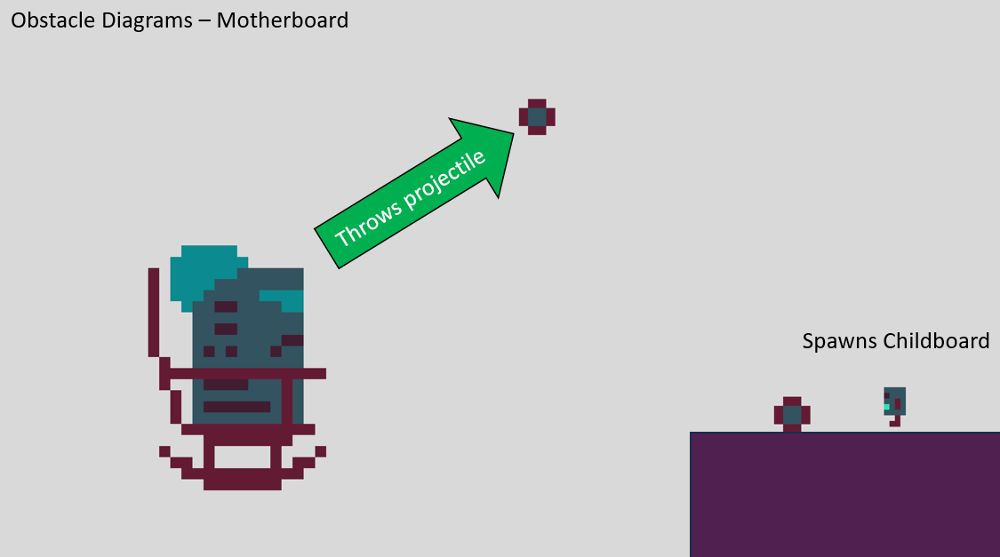 Obstacle Diagrams – Motherboard
Throws projectile
Spawns Childboard